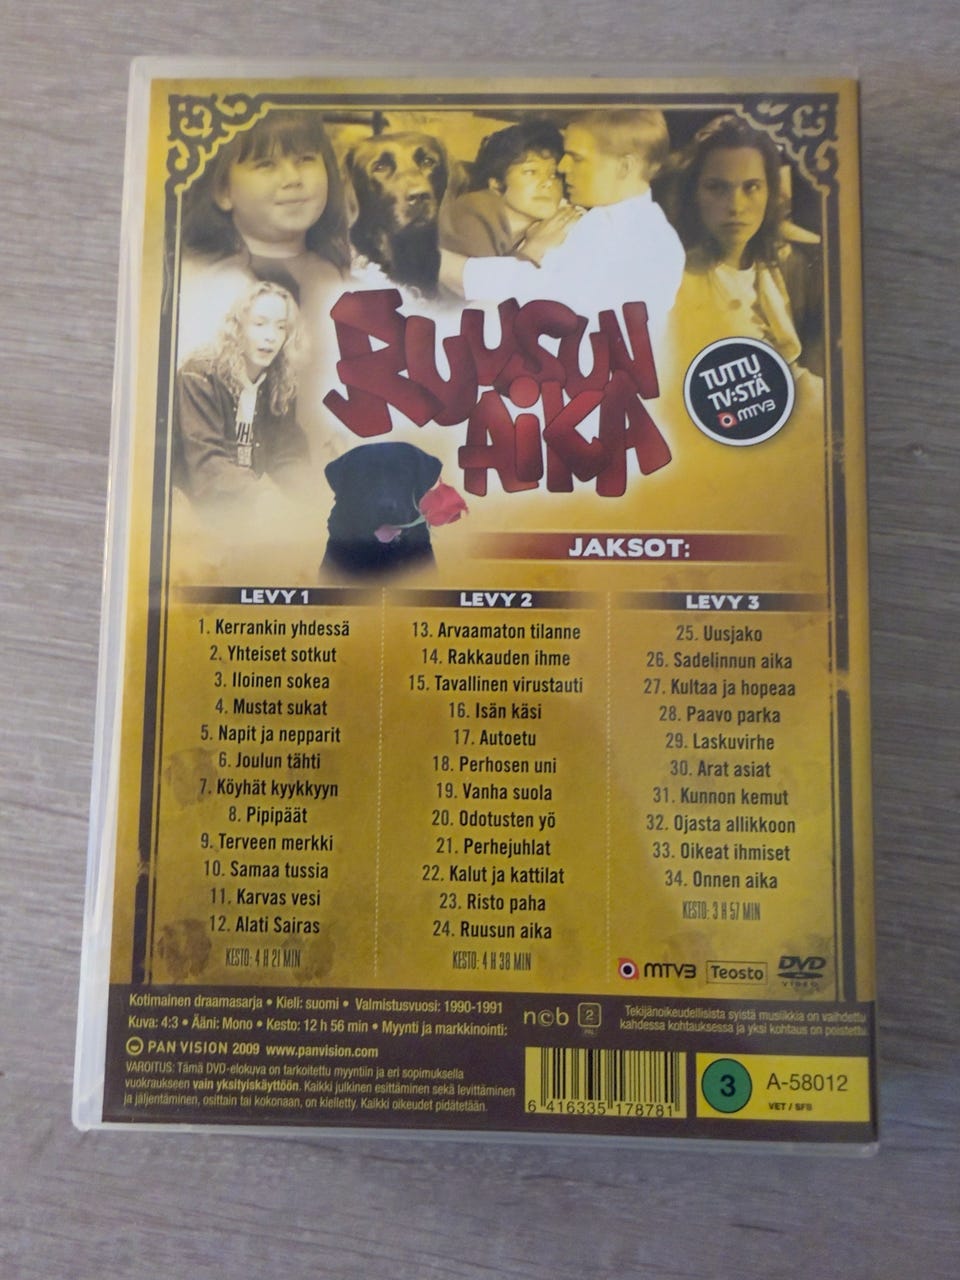 RUUSUN
AIKA
TUTTU
TV:STÄ
MTV3
JAKSOT:
LEVY 1
1. Kerrankin yhdessä
2. Yhteiset sotkut
3. Iloinen sokea
4. Mustat sukat
5. Napit ja nepparit
6. Joulun tähti
7. Köyhät kyykkyyn
8. Pipipäät
9. Terveen merkki
10. Samaa tussia
11. Karvas vesi
12. Alati Sairas
KESTO: 4 H 21 MIN
LEVY 2
13. Arvaamaton tilanne
14. Rakkauden ihme
15. Tavallinen virustauti
16. Isän käsi
17. Autoetu
18. Perhosen uni
19. Vanha suola
20. Odotusten yö
21. Perhejuhlat
22. Kalut ja kattilat
23. Risto paha
24. Ruusun aika
KESTO: 4 H 38 MIN
LEVY 3
25. Uusjako
26. Sadelinnun aika
27. Kultaa ja hopeaa
28. Paavo parka
29. Laskuvirhe
30. Arat asiat
31. Kunnon kemut
32. Ojasta allikkoon
33. Oikeat ihmiset
34. Onnen aika
KESTO: 3 H 57 MIN
MTV3 Teosto DVD
VIDEO
Kotimainen draamasarja • Kieli: suomi • Valmistusvuosi: 1990-1991
Kuva: 4:3 • Ääni: Mono • Kesto: 12 h 56 min • Myynti ja markkinointi:
PAN VISION 2009 www.panvision.com
VAROITUS: Tämä DVD-elokuva on tarkoitettu myyntiin ja eri sopimuksella
vuokraukseen vain yksityiskäyttöön. Kaikki julkinen esittäminen sekä levittäminen
ja jäljentäminen, osittain tai kokonaan, on kielletty. Kaikki oikeudet pidätetään.
ncb 2
PAL
Tekijänoikeudellisista syistä musiikkia on vaihdettu
kahdessa kohtauksessa ja yksi kohtaus on poistettu
6 416335 178781
3
A-58012
VET / SFB